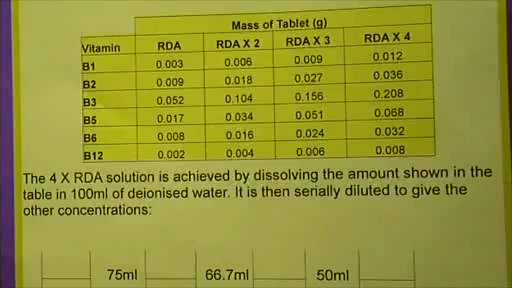 Mass of Tablet (g)
Vitamin RDA RDA X 2 RDA X 3 RDA X 4
B1 0.003 0.006 0.009 0.012
B2 0.009 0.018 0.027 0.036
B3 0.052 0.104 0.156 0.208
B5 0.017 0.034 0.051 0.068
B6 0.008 0.016 0.024 0.032
B12 0.002 0.004 0.006 0.008
The 4 X RDA solution is achieved by dissolving the amount shown in the
table in 100ml of deionised water. It is then serially diluted to give the
other concentrations:
75ml 66.7ml 50ml